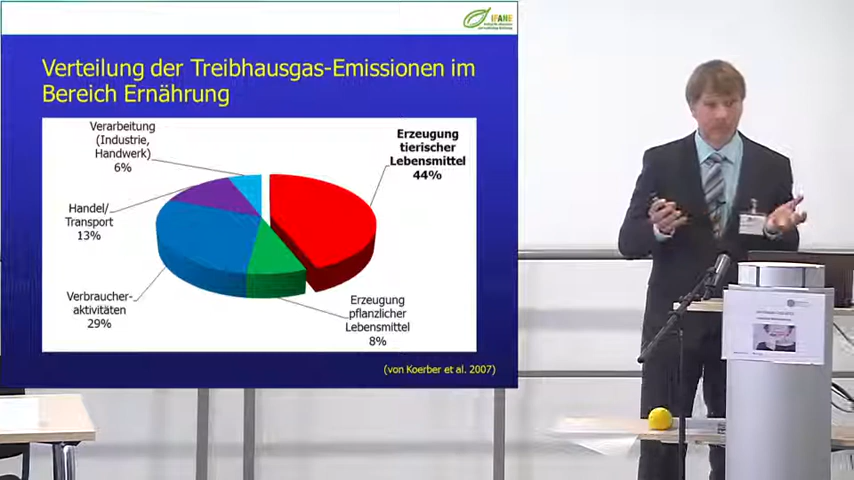 IFANE
Verteilung der Treibhausgas-Emissionen im
Bereich Ernährung
Verarbeitung
(Industrie,
Handwerk)
6%
Erzeugung
tierischer
Lebensmittel
44%
Handel/
Transport
13%
Verbraucher-
aktivitäten
29%
Erzeugung
pflanzlicher
Lebensmittel
8%
(von Koerber et al. 2007)